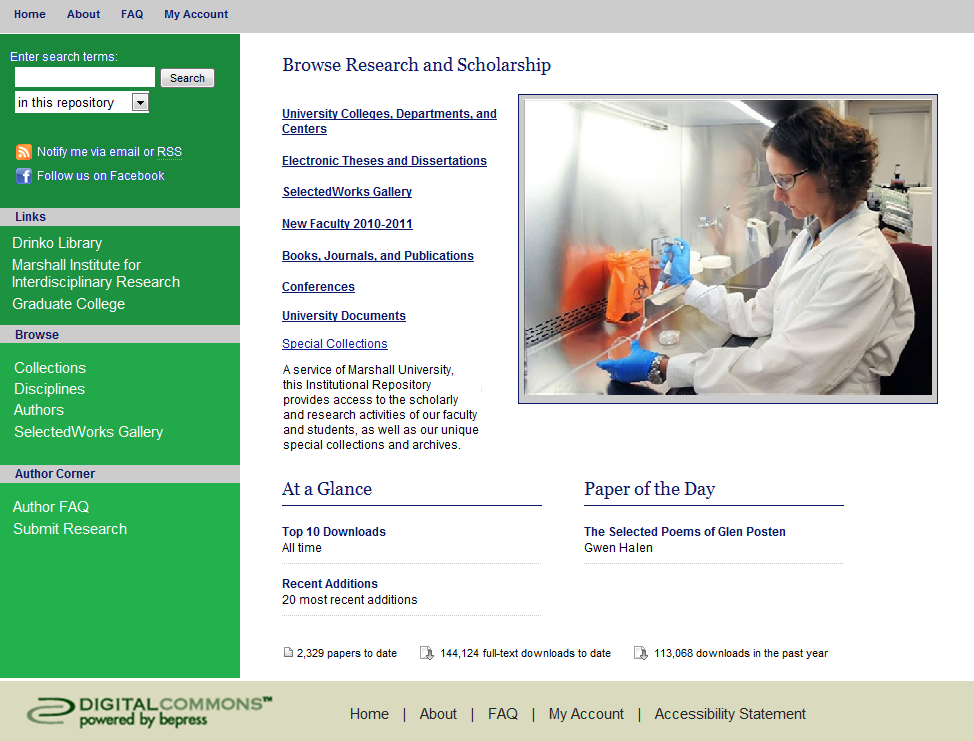 Home About FAQ My Account
Enter search terms:
Search
in this repository
Notify me via email or RSS
Follow us on Facebook
Links
Drinko Library
Marshall Institute for
Interdisciplinary Research
Graduate College
Browse
Collections
Disciplines
Authors
SelectedWorks Gallery
Author Corner
Author FAQ
Submit Research
Browse Research and Scholarship
University Colleges, Departments, and
Centers
Electronic Theses and Dissertations
SelectedWorks Gallery
New Faculty 2010-2011
Books, Journals, and Publications
Conferences
University Documents
Special Collections
A service of Marshall University,
this Institutional Repository
provides access to the scholarly
and research activities of our faculty
and students, as well as our unique
special collections and archives.
At a Glance
Top 10 Downloads
All time
Recent Additions
20 most recent additions
Paper of the Day
The Selected Poems of Glen Posten
Gwen Halen
2,329 papers to date 144,124 full-text downloads to date 113,068 downloads in the past year
DIGITALCOMMONS™
powered by bepress
Home | About | FAQ | My Account | Accessibility Statement